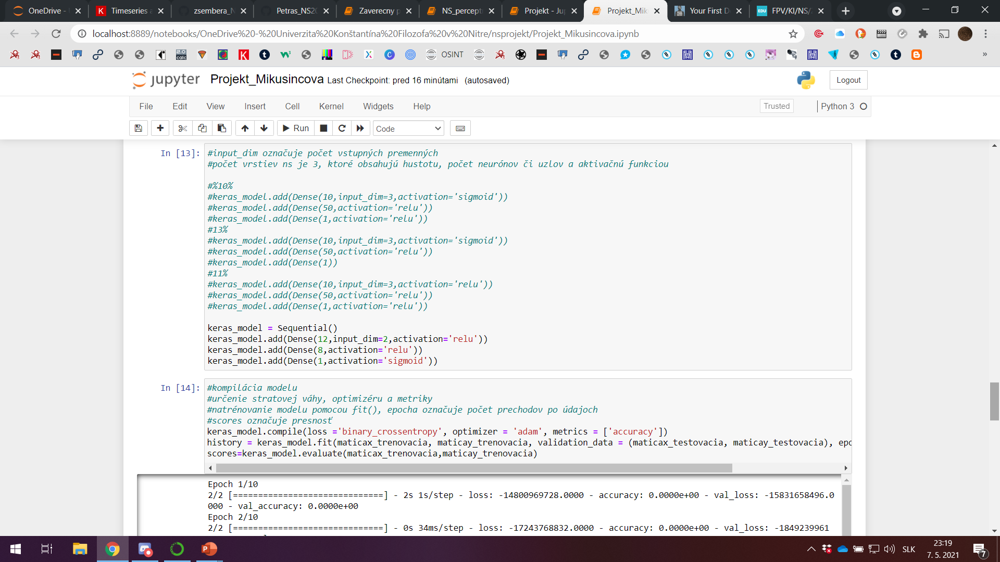 OneDrive -
Timeseries a
zsembera_N
Petras_NS20
Zaverecny p
NS_percept
Projekt - Ju
Projekt_Mik
Your First D
FPV/KI/NS/
localhost:8889/notebooks/OneDrive%20-%20Univerzita%20Konštantína%20Filozofa%20v%20Nitre/nsprojekt/Projekt_Mikusincova.ipynb
OSINT
»
jupyter Projekt_Mikusincova Last Checkpoint: pred 16 minútami (autosaved)
Logout
File Edit View Insert Cell Kernel Widgets Help
Trusted
Python 3
Run
Code
In [13]:
#input_dim označuje počet vstupných premenných
#počet vrstiev ns je 3, ktoré obsahujú hustotu, počet neurónov či uzlov a aktivačnú funkciou
#%10%
#keras_model.add(Dense(10,input_dim=3,activation='sigmoid'))
#keras_model.add(Dense(50,activation='relu'))
#keras_model.add(Dense(1,activation='relu'))
#13%
#keras_model.add(Dense(10,input_dim=3,activation='sigmoid'))
#keras_model.add(Dense(50,activation='relu'))
#keras_model.add(Dense(1))
#11%
#keras_model.add(Dense(10,input_dim=3,activation='relu'))
#keras_model.add(Dense(50,activation='relu'))
#keras_model.add(Dense(1,activation='relu'))
keras_model = Sequential()
keras_model.add(Dense(12,input_dim=2,activation='relu'))
keras_model.add(Dense(8,activation='relu'))
keras_model.add(Dense(1,activation='sigmoid'))
In [14]:
#kompilácia modelu
#určenie stratovej váhy, optimizéru a metriky
#natrénovanie modelu pomocou fit(), epocha označuje počet prechodov po údajoch
#scores označuje presnosť
keras_model.compile(loss ='binary_crossentropy', optimizer = 'adam', metrics = ['accuracy'])
history = keras_model.fit(maticax_trenovacia, maticay_trenovacia, validation_data = (maticax_testovacia, maticay_testovacia), epo
scores=keras_model.evaluate(maticax_trenovacia,maticay_trenovacia)
Epoch 1/10
2/2 [==============================] - 2s 1s/step - loss: -14800969728.0000 - accuracy: 0.0000e+00 - val_loss: -15831658496.0
000 - val_accuracy: 0.0000e+00
Epoch 2/10
2/2 [==============================] - 0s 34ms/step - loss: -17243768832.0000 - accuracy: 0.0000e+00 - val_loss: -1849239961
SLK
23:19
7. 5. 2021
7